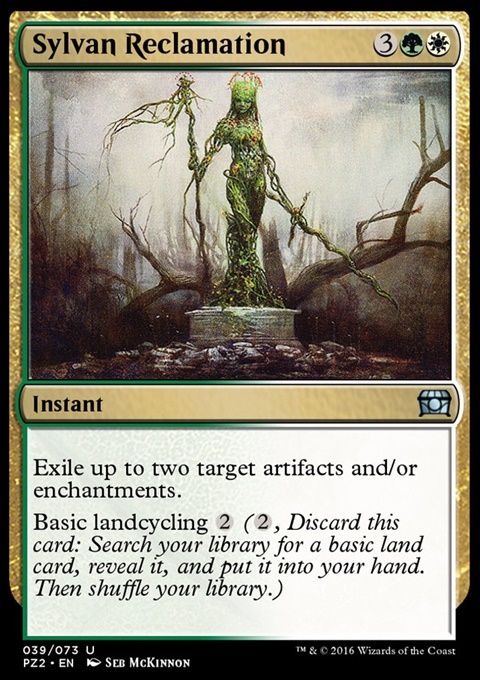 Sylvan Reclamation 3
Instant
Exile up to two target artifacts and/or
enchantments.
Basic landcycling 2 (2, Discard this
card: Search your library for a basic land
card, reveal it, and put it into your hand.
Then shuffle your library.)
039/073 U
PZ2 • EN Seb McKinnon
™ & © 2016 Wizards of the Coast